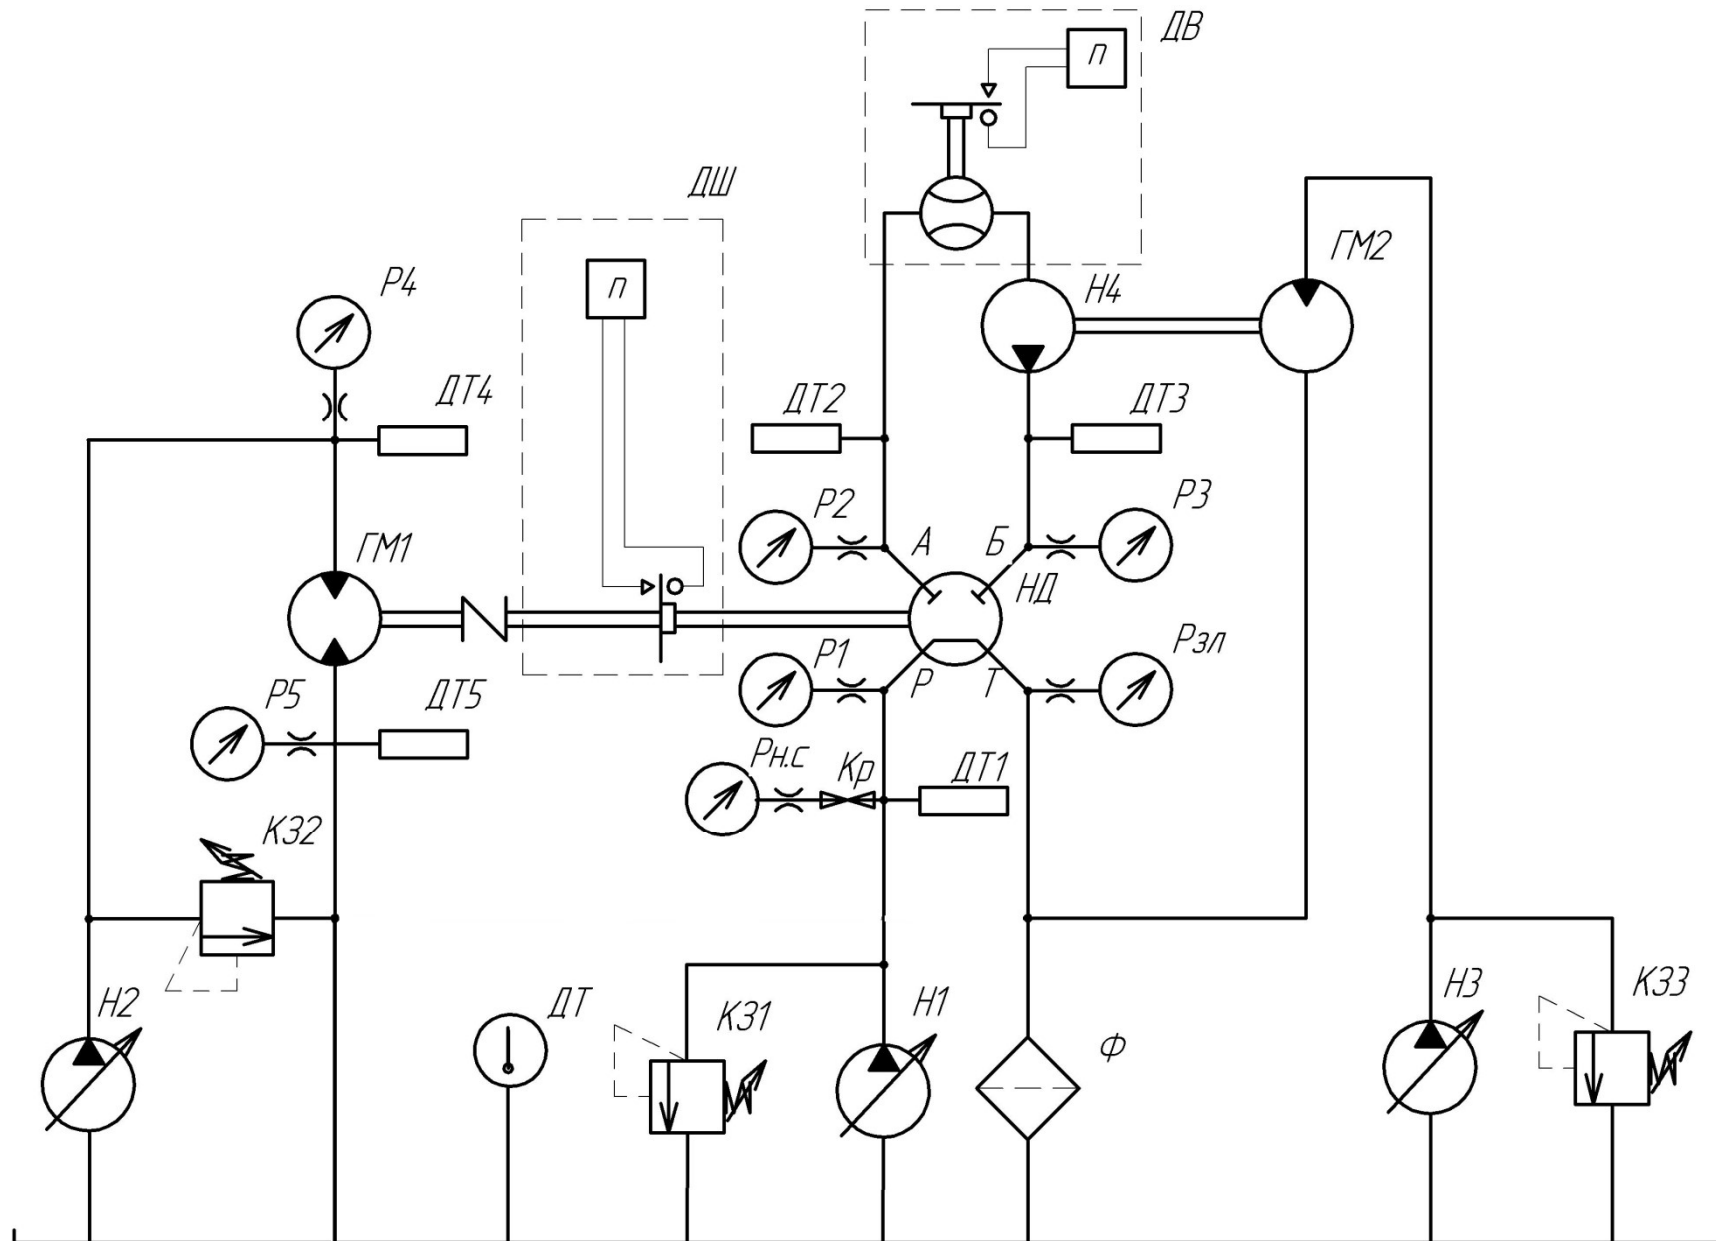 ДВ
п
ДШ
ГМ2
Р4
п
Н4
ДТ4
ДТ2
ДТ3
Р2
Р3
ГМ1
А
Б
НД
Р1
Рзл
Р
Т
Р5
ДТ5
Рн.с
Кр
ДТ1
КЗ2
Н2
ДТ
КЗ1
Н1
Ф
Н3
КЗ3